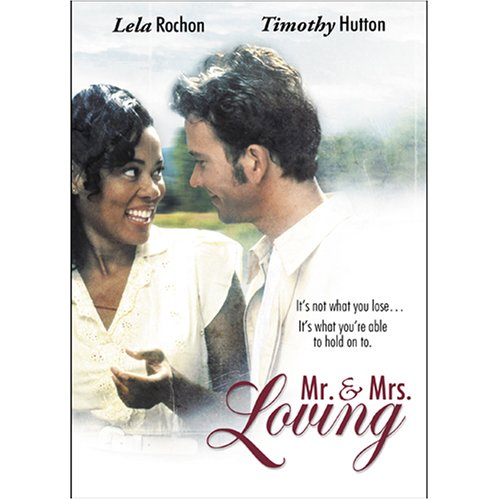 Lela Rochon Timothy Hutton
It's not what you lose...
It's what you're able
to hold on to.
Mr. & Mrs.
Loving